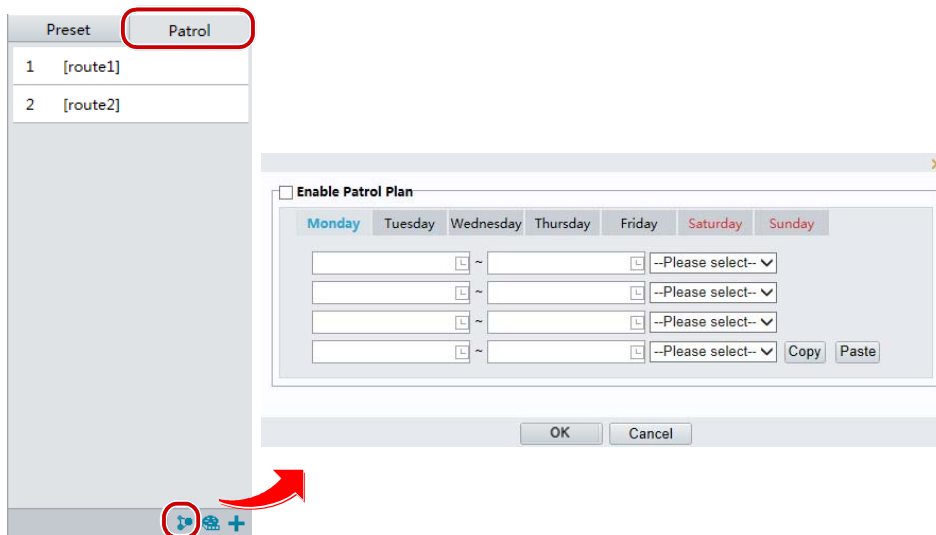 Preset Patrol
1 [route1]
2 [route2]
Enable Patrol Plan
Monday Tuesday Wednesday Thursday Friday Saturday Sunday
~ --Please select--
~ --Please select--
~ --Please select--
~ --Please select-- Copy Paste
OK Cancel